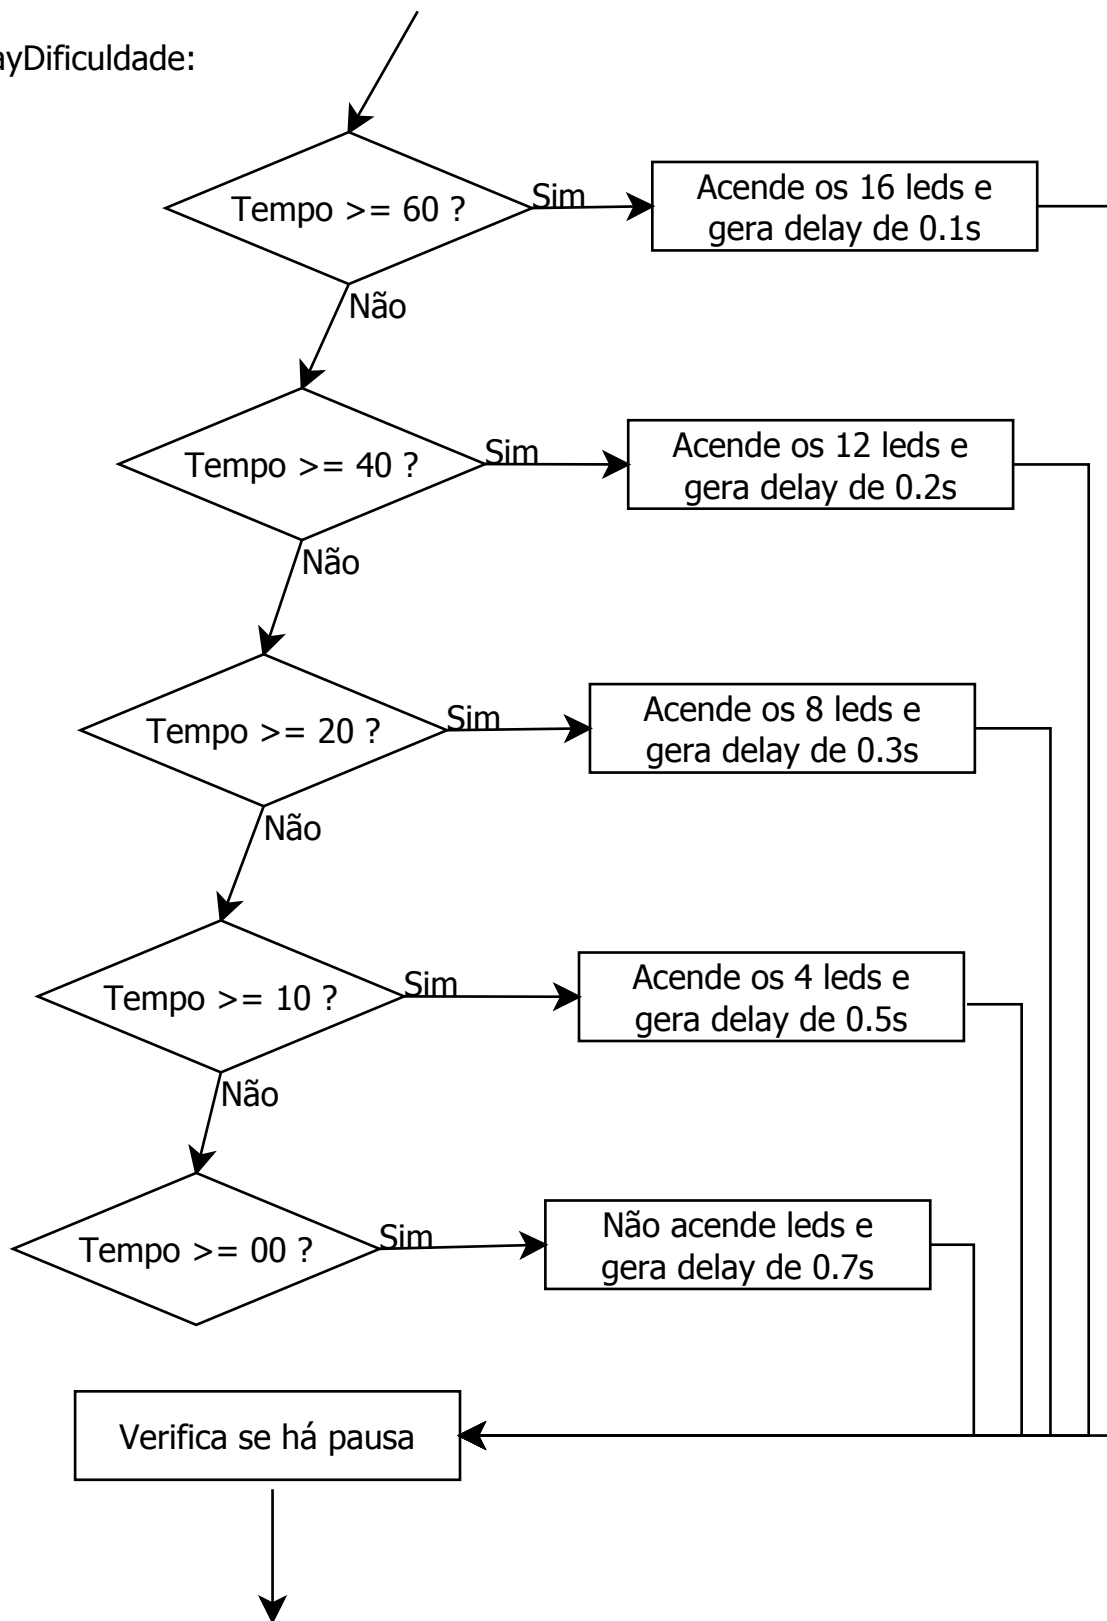 ayDificuldade:
Tempo >= 60 ?
Sim
Acende os 16 leds e
gera delay de 0.1s
Não
Tempo >= 40 ?
Sim
Acende os 12 leds e
gera delay de 0.2s
Não
Tempo >= 20 ?
Sim
Acende os 8 leds e
gera delay de 0.3s
Não
Tempo >= 10 ?
Sim
Acende os 4 leds e
gera delay de 0.5s
Não
Tempo >= 00 ?
Sim
Não acende leds e
gera delay de 0.7s
Verifica se há pausa